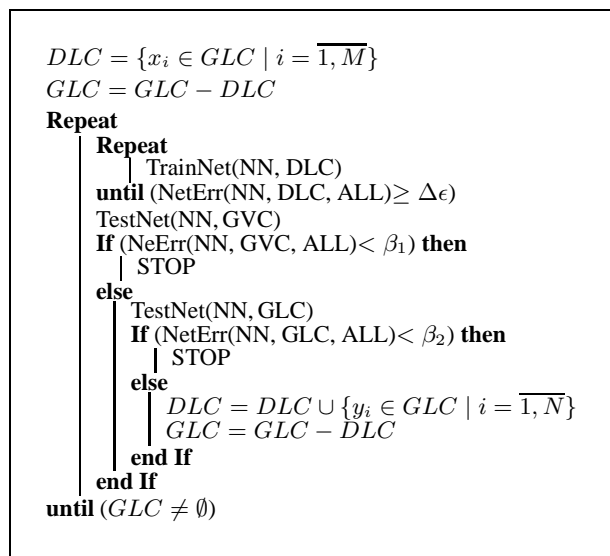 DLC = {x_i ∈ GLC | i = \overline{1, M}}
GLC = GLC − DLC
Repeat
Repeat
TrainNet(NN, DLC)
until (NetErr(NN, DLC, ALL)≥ Δϵ)
TestNet(NN, GVC)
If (NeErr(NN, GVC, ALL)< β_1) then
STOP
else
TestNet(NN, GLC)
If (NetErr(NN, GLC, ALL)< β_2) then
STOP
else
DLC = DLC ∪ {y_i ∈ GLC | i = \overline{1, N}}
GLC = GLC − DLC
end If
end If
until (GLC ≠ ∅)